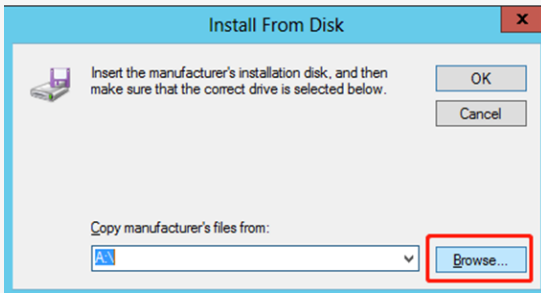 Install From Disk
x
Insert the manufacturer's installation disk, and then
make sure that the correct drive is selected below.
OK
Cancel
Copy manufacturer's files from:
A:\
Browse...